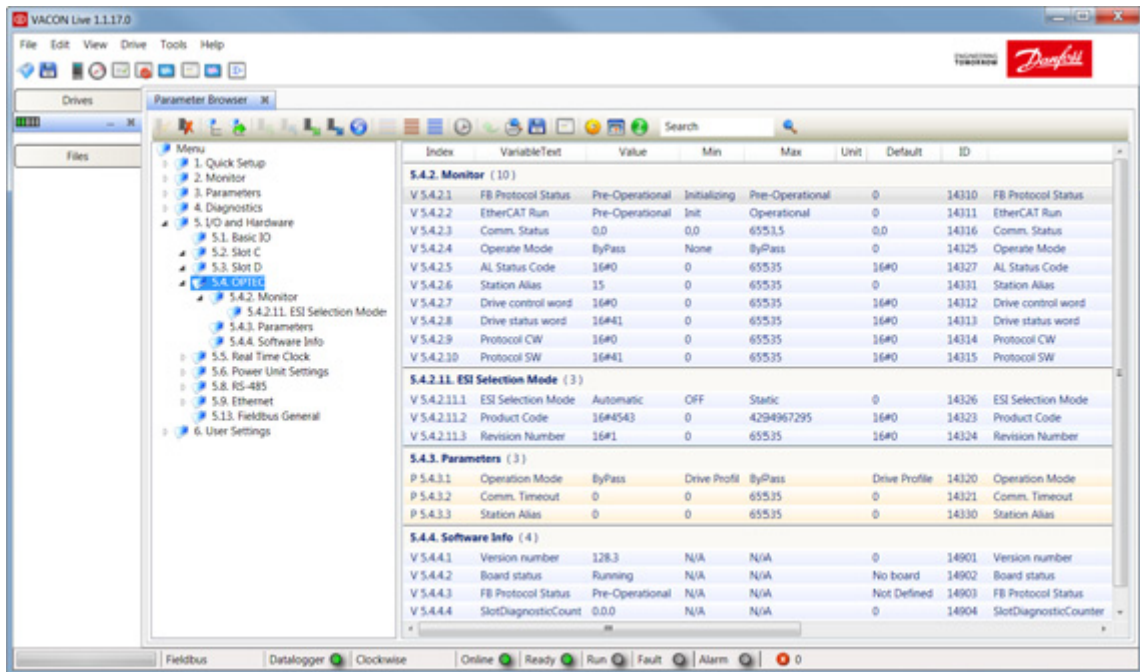 VACON Live 1.1.17.0
File Edit View Drive Tools Help
ENGINEERING
TOMORROW
Danfoss
Drives
Files
Parameter Browser
Search
Menu
1. Quick Setup
2. Monitor
3. Parameters
4. Diagnostics
5. I/O and Hardware
5.1. Basic IO
5.2. Slot C
5.3. Slot D
5.4. OPTEC
5.4.2. Monitor
5.4.2.11. ESI Selection Mode
5.4.3. Parameters
5.4.4. Software Info
5.5. Real Time Clock
5.6. Power Unit Settings
5.8. RS-485
5.9. Ethernet
5.13. Fieldbus General
6. User Settings
Index VariableText Value Min Max Unit Default ID
5.4.2. Monitor (10)
V 5.4.2.1 FB Protocol Status Pre-Operational Initializing Pre-Operational 0 14310 FB Protocol Status
V 5.4.2.2 EtherCAT Run Pre-Operational Init Operational 0 14311 EtherCAT Run
V 5.4.2.3 Comm. Status 0,0 0,0 6553,5 0,0 14316 Comm. Status
V 5.4.2.4 Operate Mode ByPass None ByPass 0 14325 Operate Mode
V 5.4.2.5 AL Status Code 16#0 0 65535 16#0 14327 AL Status Code
V 5.4.2.6 Station Alias 15 0 65535 0 14331 Station Alias
V 5.4.2.7 Drive control word 16#0 0 65535 16#0 14312 Drive control word
V 5.4.2.8 Drive status word 16#41 0 65535 16#0 14313 Drive status word
V 5.4.2.9 Protocol CW 16#0 0 65535 16#0 14314 Protocol CW
V 5.4.2.10 Protocol SW 16#41 0 65535 16#0 14315 Protocol SW
5.4.2.11. ESI Selection Mode (3)
V 5.4.2.11.1 ESI Selection Mode Automatic OFF Static 0 14326 ESI Selection Mode
V 5.4.2.11.2 Product Code 16#4543 0 4294967295 16#0 14323 Product Code
V 5.4.2.11.3 Revision Number 16#1 0 65535 16#0 14324 Revision Number
5.4.3. Parameters (3)
P 5.4.3.1 Operation Mode ByPass Drive Profil ByPass Drive Profile 14320 Operation Mode
P 5.4.3.2 Comm. Timeout 0 0 65535 0 14321 Comm. Timeout
P 5.4.3.3 Station Alias 0 0 65535 0 14330 Station Alias
5.4.4. Software Info (4)
V 5.4.4.1 Version number 128.3 N/A N/A 0 14901 Version number
V 5.4.4.2 Board status Running N/A N/A No board 14902 Board status
V 5.4.4.3 FB Protocol Status Pre-Operational N/A N/A Not Defined 14903 FB Protocol Status
V 5.4.4.4 SlotDiagnosticCount 0.0.0 N/A N/A 0 14904 SlotDiagnosticCounter
Fieldbus Datalogger Clockwise Online Ready Run Fault Alarm 0